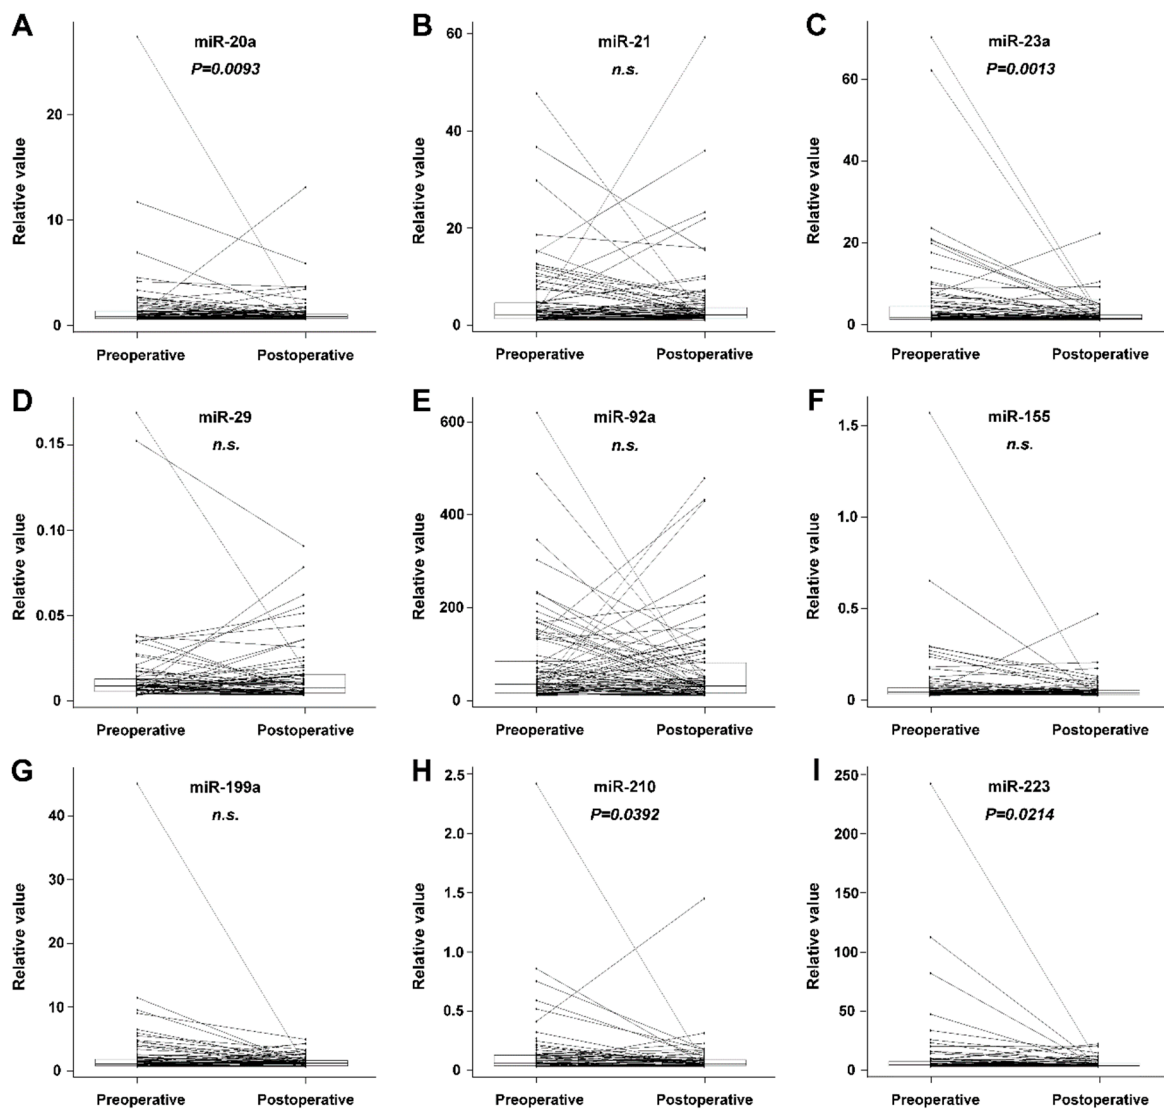 A
miR-20a
P=0.0093
Relative value
20
10
0
Preoperative
Postoperative
B
miR-21
n.s.
Relative value
60
40
20
0
Preoperative
Postoperative
C
miR-23a
P=0.0013
Relative value
60
40
20
0
Preoperative
Postoperative
D
miR-29
n.s.
Relative value
0.15
0.10
0.05
0
Preoperative
Postoperative
E
miR-92a
n.s.
Relative value
600
400
200
0
Preoperative
Postoperative
F
miR-155
n.s.
Relative value
1.5
1.0
0.5
0
Preoperative
Postoperative
G
miR-199a
n.s.
Relative value
40
30
20
10
0
Preoperative
Postoperative
H
miR-210
P=0.0392
Relative value
2.5
2.0
1.5
1.0
0.5
0
Preoperative
Postoperative
I
miR-223
P=0.0214
Relative value
250
200
150
100
50
0
Preoperative
Postoperative